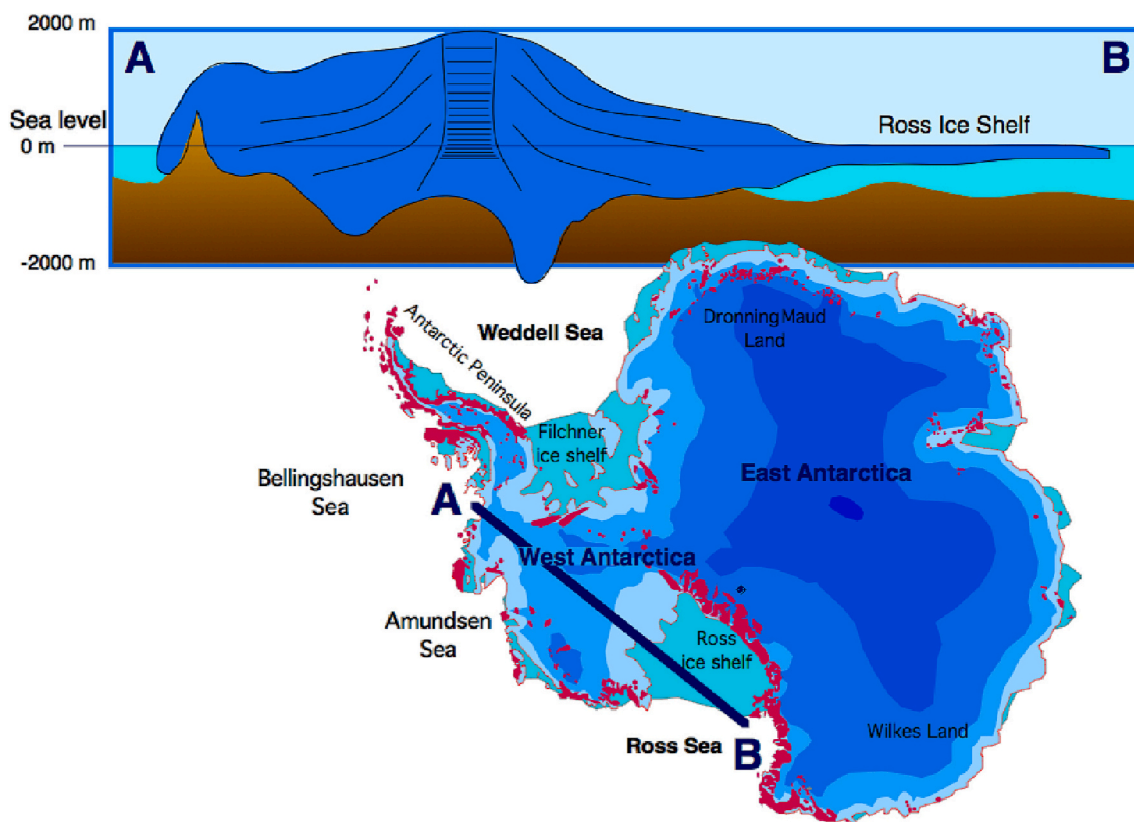 2000 m
A
B
Sea level
0 m
Ross Ice Shelf
-2000 m
Antarctic Peninsula
Weddell Sea
Dronning Maud
Land
Filchner
ice shelf
Bellingshausen
Sea
A
East Antarctica
West Antarctica
Amundsen
Sea
Ross
ice shelf
Ross Sea
B
Wilkes Land